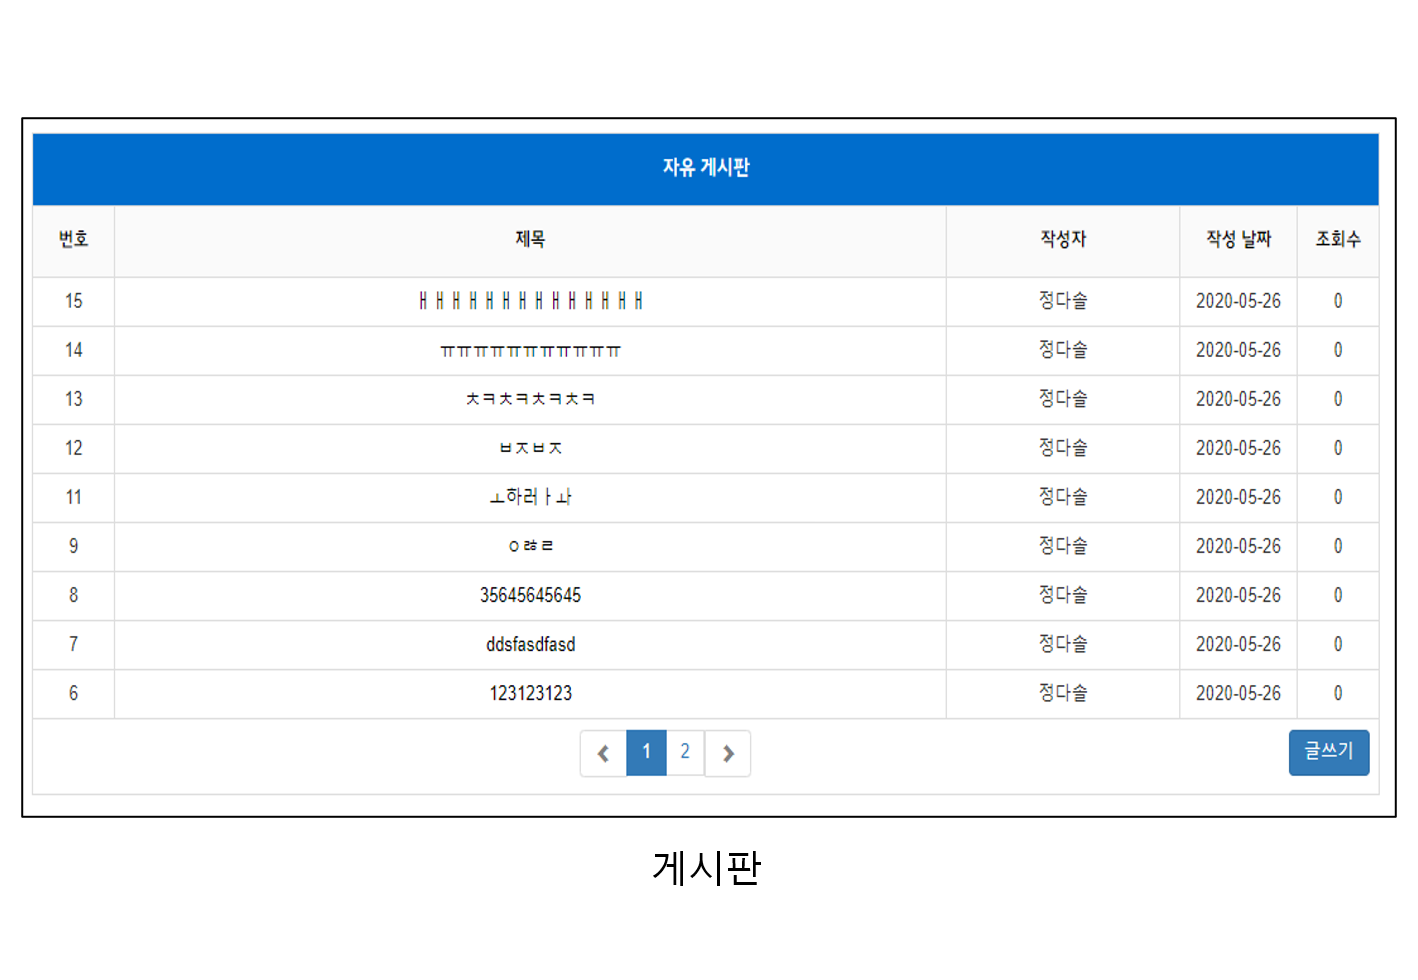 자유 게시판
번호 제목 작성자 작성 날짜 조회수
15 ㅐㅐㅐㅐㅐㅐㅐㅐㅐㅐㅐㅐㅐㅐ 정다솔 2020-05-26 0
14 ㅠㅠㅠㅠㅠㅠㅠㅠㅠㅠㅠ 정다솔 2020-05-26 0
13 ㅊㅋㅊㅋㅊㅋㅊㅋ 정다솔 2020-05-26 0
12 ㅂㅈㅂㅈ 정다솔 2020-05-26 0
11 ㅗ하러ㅏㅘ 정다솔 2020-05-26 0
9 ㅇㅀㄹ 정다솔 2020-05-26 0
8 35645645645 정다솔 2020-05-26 0
7 ddsfasdfasd 정다솔 2020-05-26 0
6 123123123 정다솔 2020-05-26 0
1 2 글쓰기
게시판